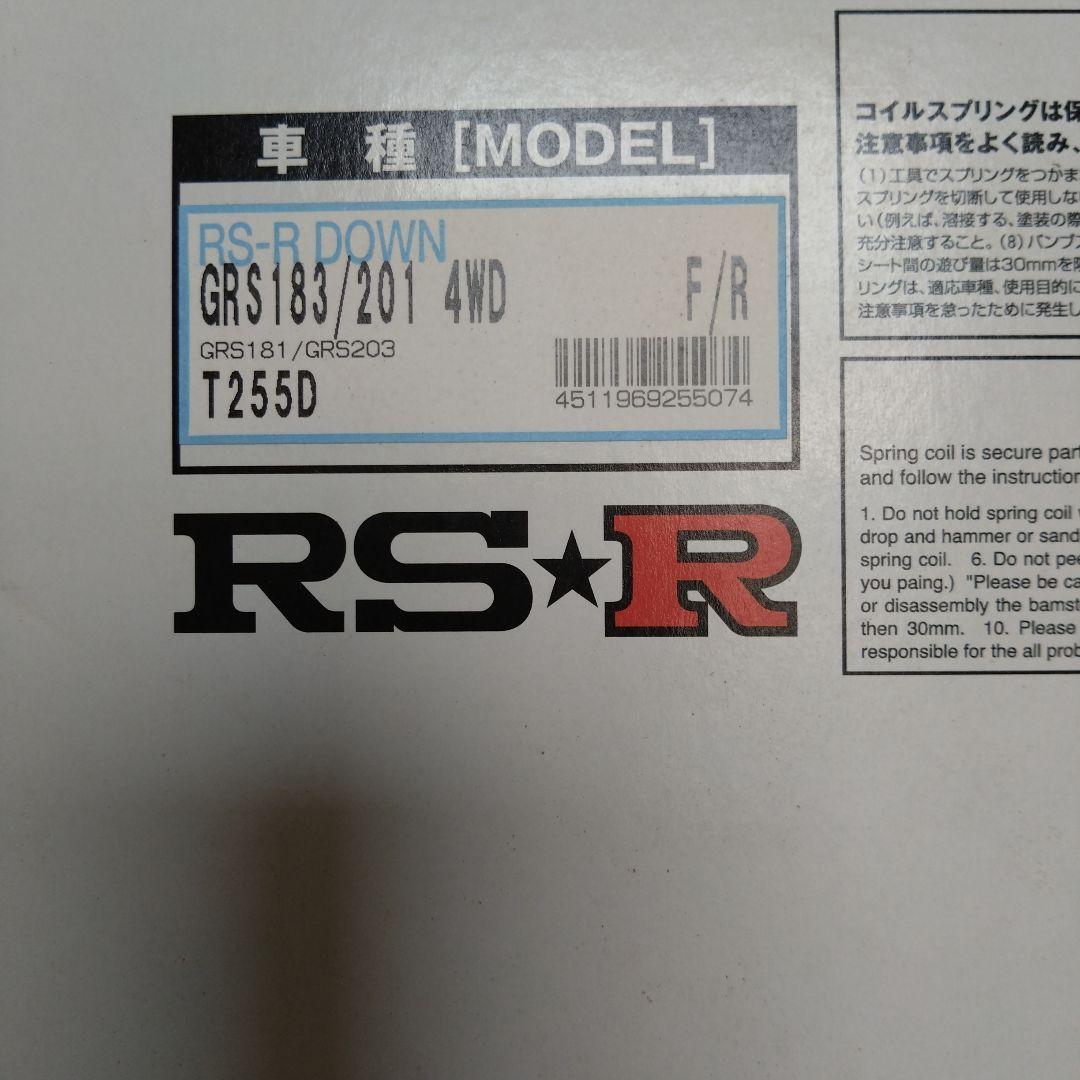 車種 [MODEL]
RS-R DOWN
GRS183/201 4WD F/R
GRS181/GRS203
T255D
4511969255074
RS★R
コイルスプリングは保
注意事項をよく読み、
(1)工具でスプリングをつかま
スプリングを切断して使用しな
い(例えば、溶接する、塗装の際
充分注意すること。(8)バンプ
シート間の遊び量は30mmを
リングは、適応車種、使用目的に
注意事項を怠ったために発生し
Spring coil is secure part
and follow the instruction
1. Do not hold spring coil
drop and hammer or sand
spring coil. 6. Do not pee
you paing.) "Please be ca
or disassembly the bamst
then 30mm. 10. Please
responsible for the all prob